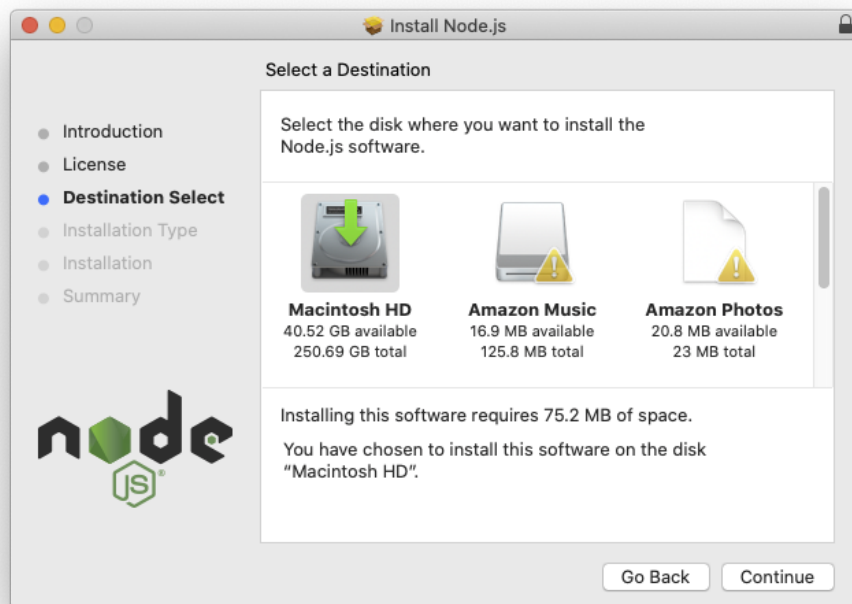 Install Node.js
Select a Destination
Introduction
License
Destination Select
Installation Type
Installation
Summary
Select the disk where you want to install the
Node.js software.
Macintosh HD
40.52 GB available
250.69 GB total
Amazon Music
16.9 MB available
125.8 MB total
Amazon Photos
20.8 MB available
23 MB total
Installing this software requires 75.2 MB of space.
You have chosen to install this software on the disk
“Macintosh HD”.
node
JS®
Go Back
Continue